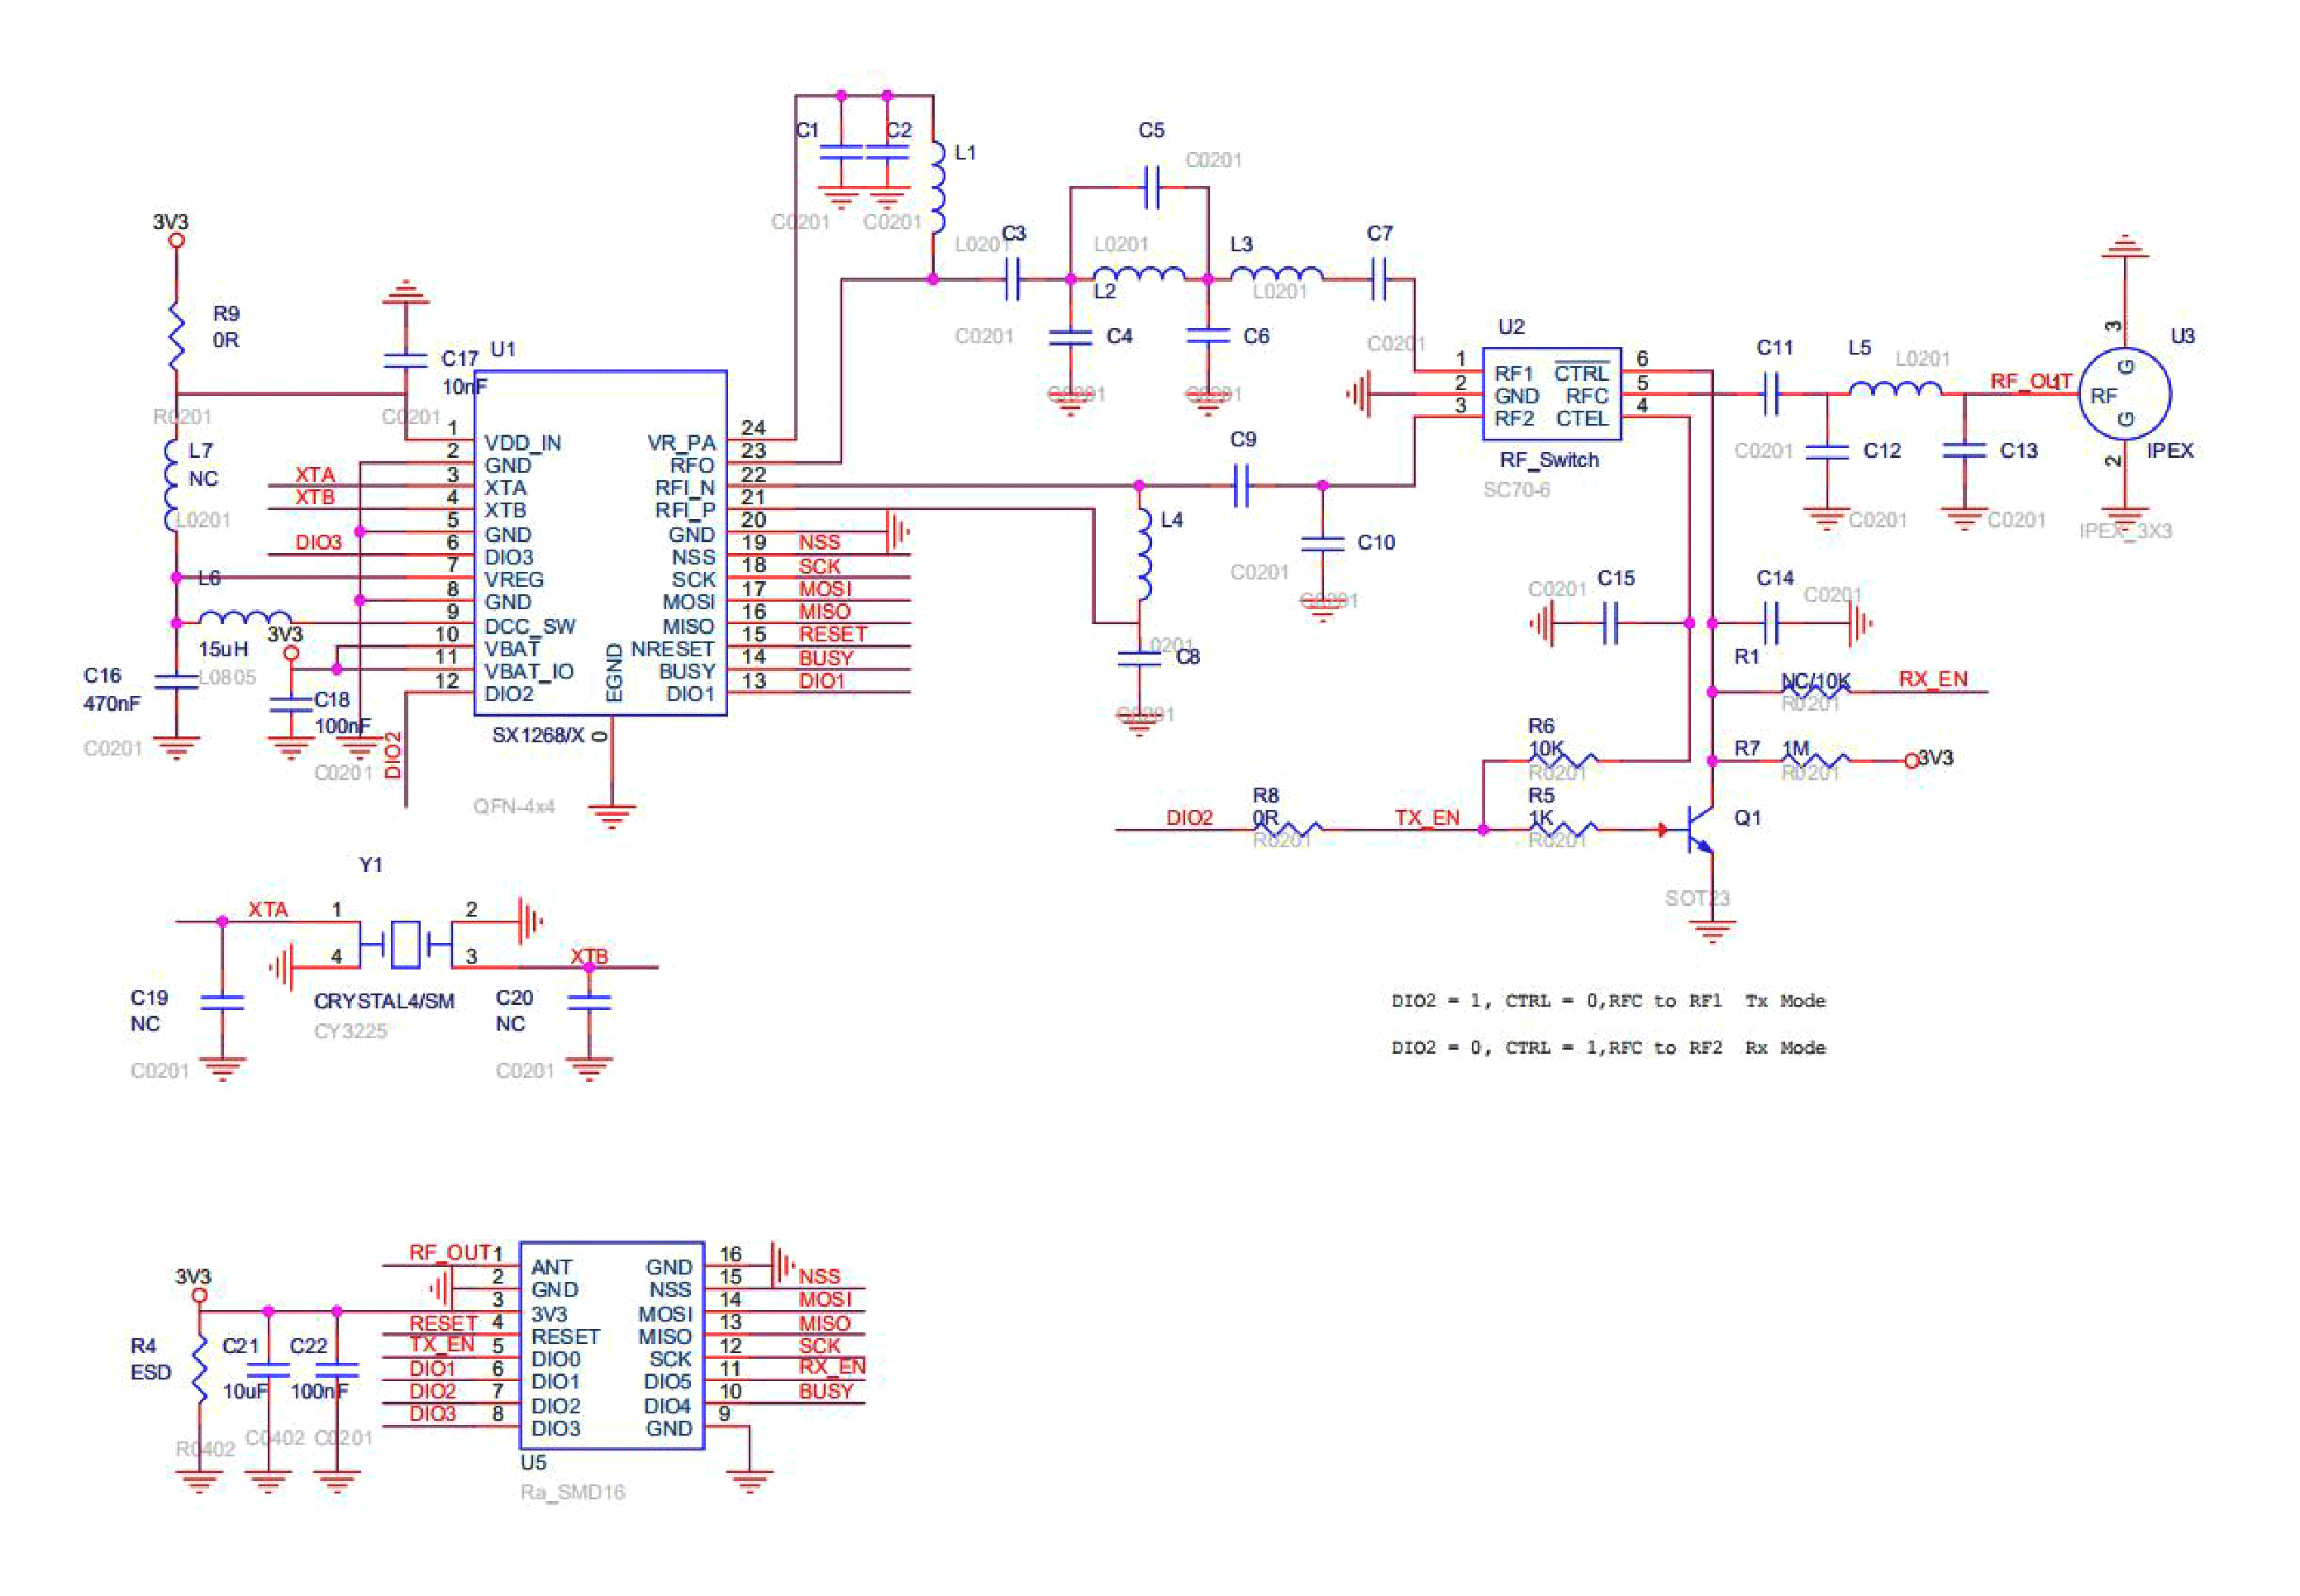 C1
C2
L1
C0201
C0201
C5
C0201
3V3
R9
0R
R0201
C17
10nF
C0201
U1
L0201
C3
C0201
L0201
L2
C4
C0201
L3
L0201
C6
C0201
C7
C0201
U2
1 RF1 CTRL 6
2 GND RFC 5
3 RF2 CTEL 4
RF_Switch
SC70-6
C11
C0201
L5
L0201
C12
C0201
C13
C0201
RF_OUT
1
3
G
RF
G
2
U3
IPEX
IPEX_3X3
L7
NC
L0201
1 VDD_IN VR_PA 24
2 GND RFO 23
XTA 3 XTA RFI_N 22
XTB 4 XTB RFI_P 21
5 GND GND 20
DIO3 6 DIO3 NSS 19 NSS
7 VREG SCK 18 SCK
8 GND MOSI 17 MOSI
9 DCC_SW MISO 16 MISO
10 VBAT NRESET 15 RESET
11 VBAT_IO BUSY 14 BUSY
12 DIO2 DIO1 13 DIO1
EGND
0
SX1268/X
QFN-4x4
L6
15uH
L0805
3V3
C16
470nF
C0201
C18
100nF
C0201
DIO2
C9
C0201
L4
L0201
C8
C0201
C10
C0201
C15
C0201
C14
C0201
R1
NC/10K
R0201
RX_EN
R6
10K
R0201
R7
1M
R0201
3V3
DIO2
R8
0R
R0201
TX_EN
R5
1K
R0201
Q1
SOT23
Y1
XTA
1
2
4
3
XTB
C19
NC
C0201
CRYSTAL4/SM
CY3225
C20
NC
C0201
DIO2 = 1, CTRL = 0,RFC to RF1 Tx Mode
DIO2 = 0, CTRL = 1,RFC to RF2 Rx Mode
3V3
R4
ESD
R0402
C21
10uF
C0402
C22
100nF
C0201
RF_OUT 1 ANT GND 16
2 GND NSS 15 NSS
3 3V3 MOSI 14 MOSI
RESET 4 RESET MISO 13 MISO
TX_EN 5 DIO0 SCK 12 SCK
DIO1 6 DIO1 DIO5 11 RX_EN
DIO2 7 DIO2 DIO4 10 BUSY
DIO3 8 DIO3 GND 9
U5
Ra_SMD16